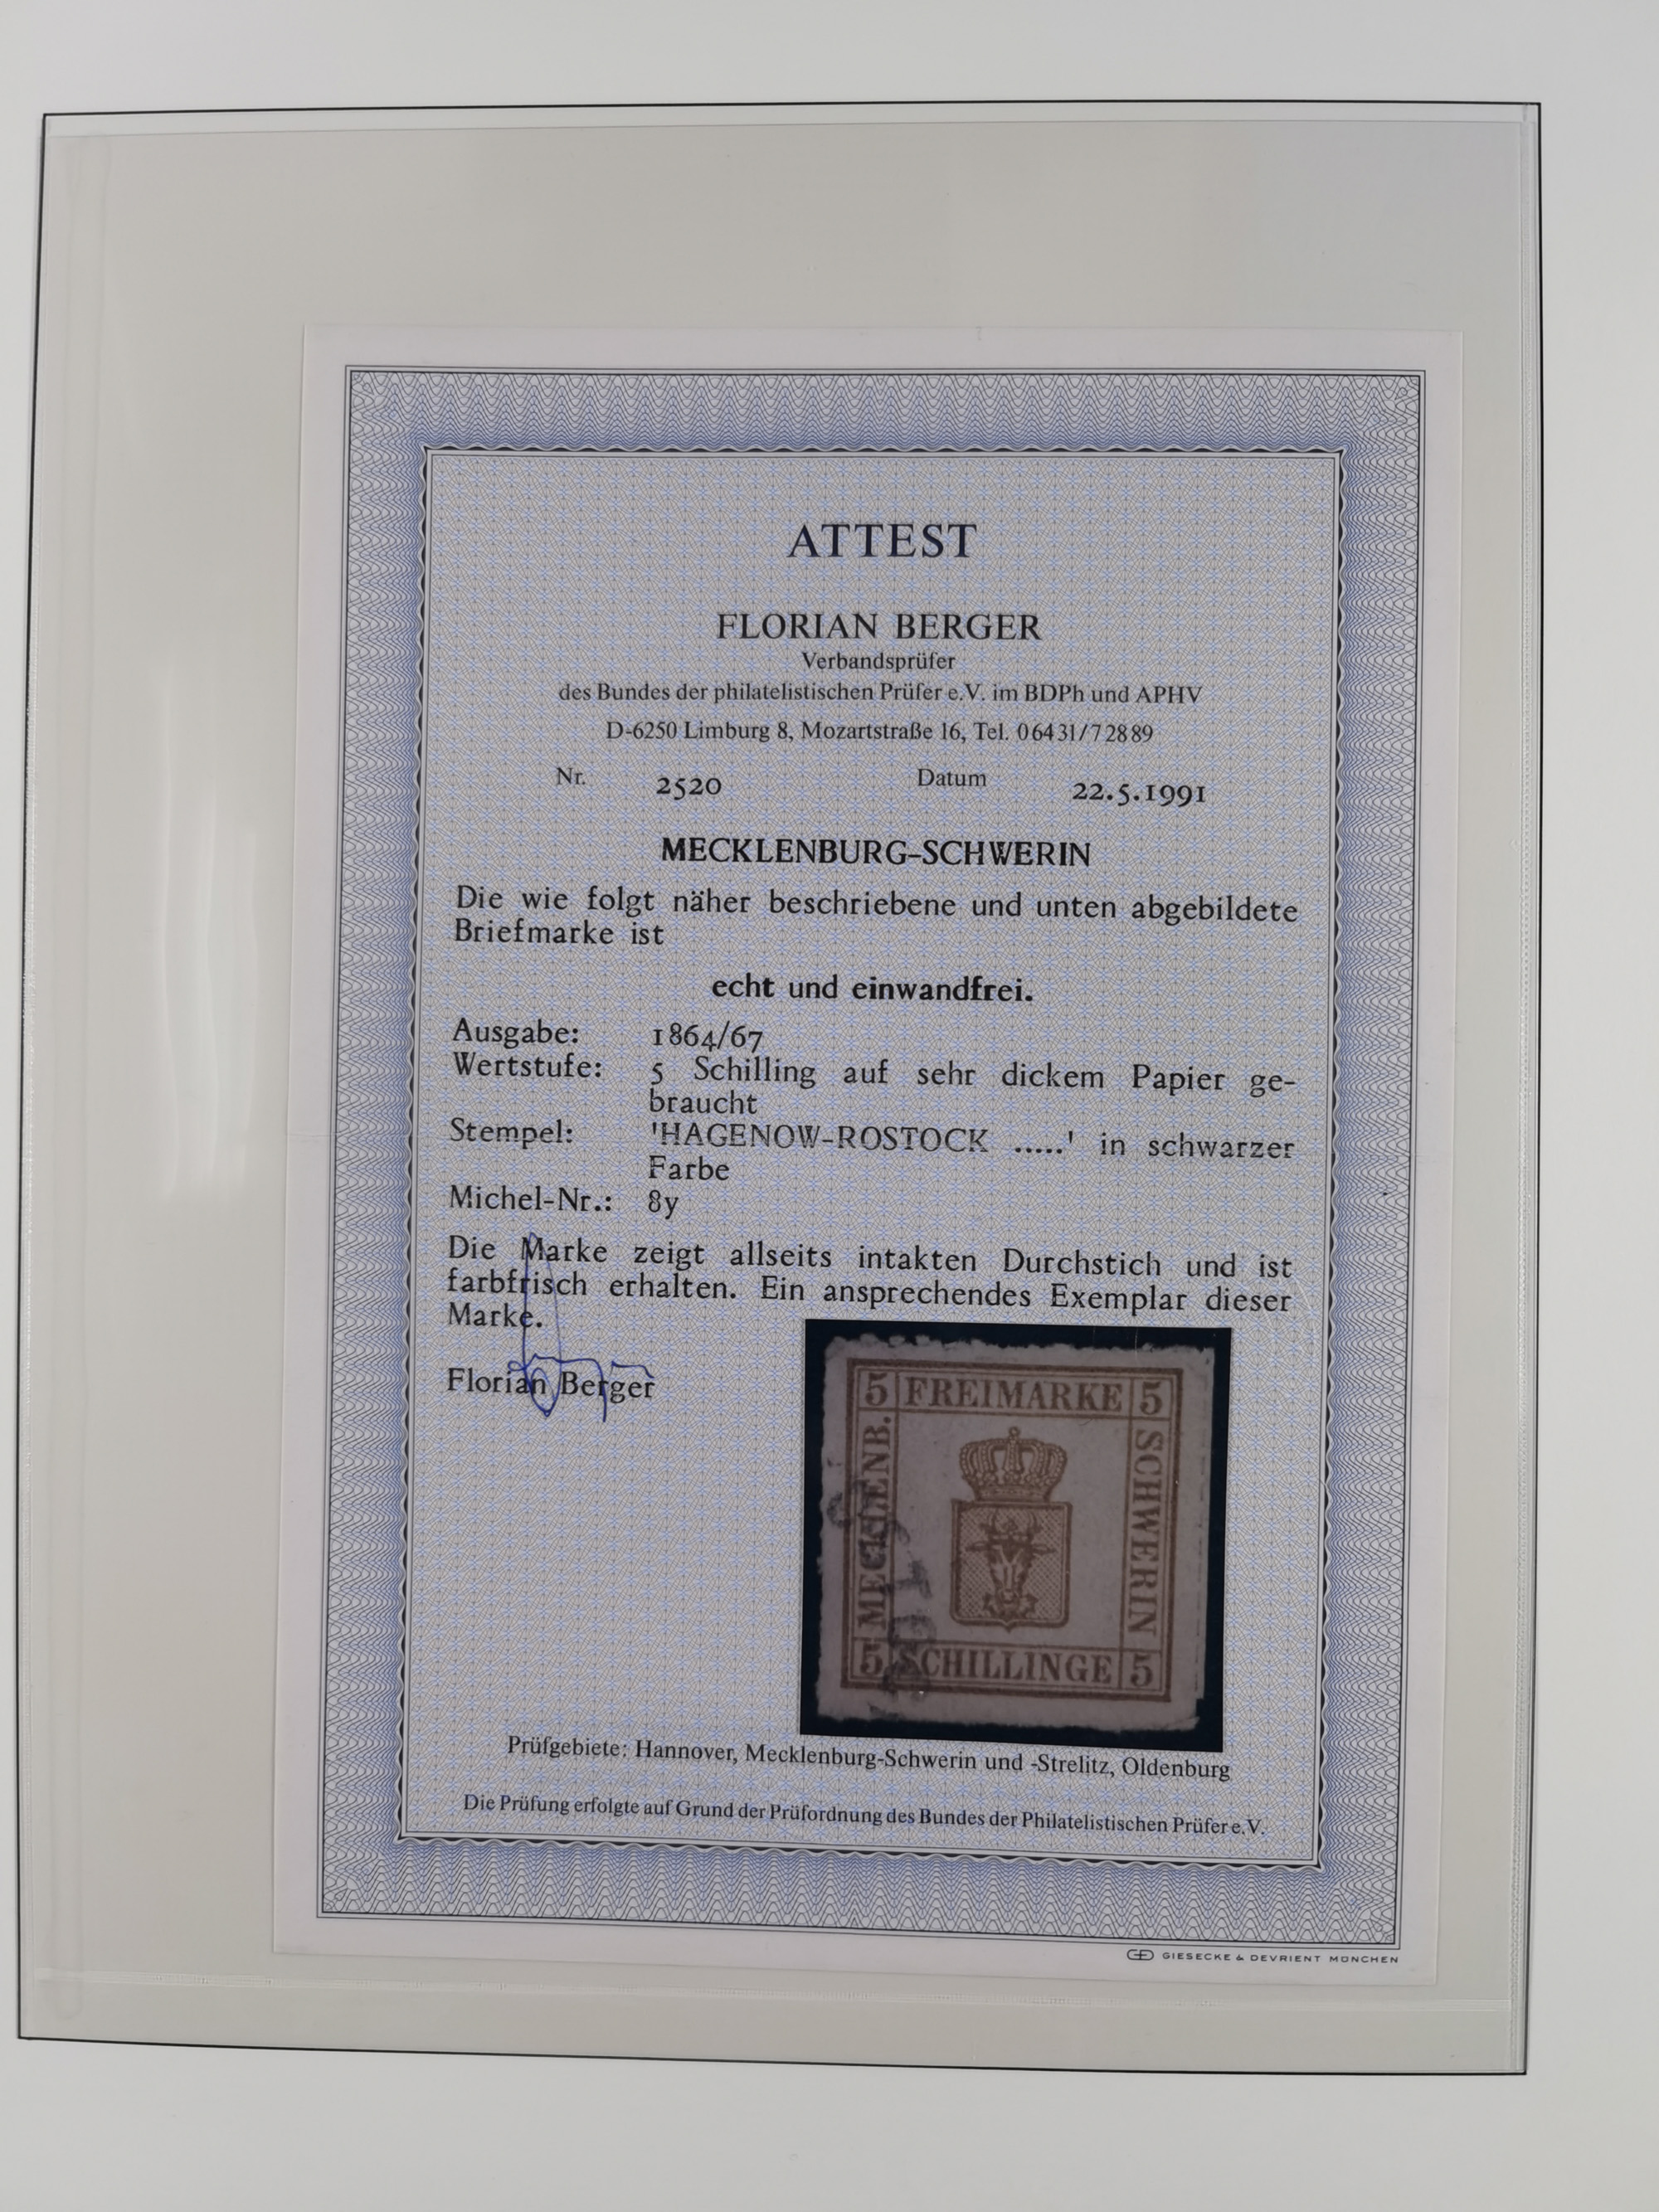 ATTEST
FLORIAN BERGER
Verbandsprüfer
des Bundes der philatelistischen Prüfer e.V. im BDPh und APHV
D-6250 Limburg 8, Mozartstraße 16, Tel. 06431/72889
Nr. 2520 Datum 22.5.1991
MECKLENBURG-SCHWERIN
Die wie folgt näher beschriebene und unten abgebildete
Briefmarke ist
echt und einwandfrei.
Ausgabe: 1864/67
Wertstufe: 5 Schilling auf sehr dickem Papier ge-
braucht
Stempel: 'HAGENOW-ROSTOCK .....' in schwarzer
Farbe
Michel-Nr.: 8y
Die Marke zeigt allseits intakten Durchstich und ist
farbfrisch erhalten. Ein ansprechendes Exemplar dieser
Marke.
Florian Berger
5 FREIMARKE 5
MECKLENB.
SCHWERIN
5 SCHILLINGE 5
Prüfgebiete: Hannover, Mecklenburg-Schwerin und -Strelitz, Oldenburg
Die Prüfung erfolgte auf Grund der Prüfordnung des Bundes der Philatelistischen Prüfer e.V.
GIESECKE & DEVRIENT MÜNCHEN